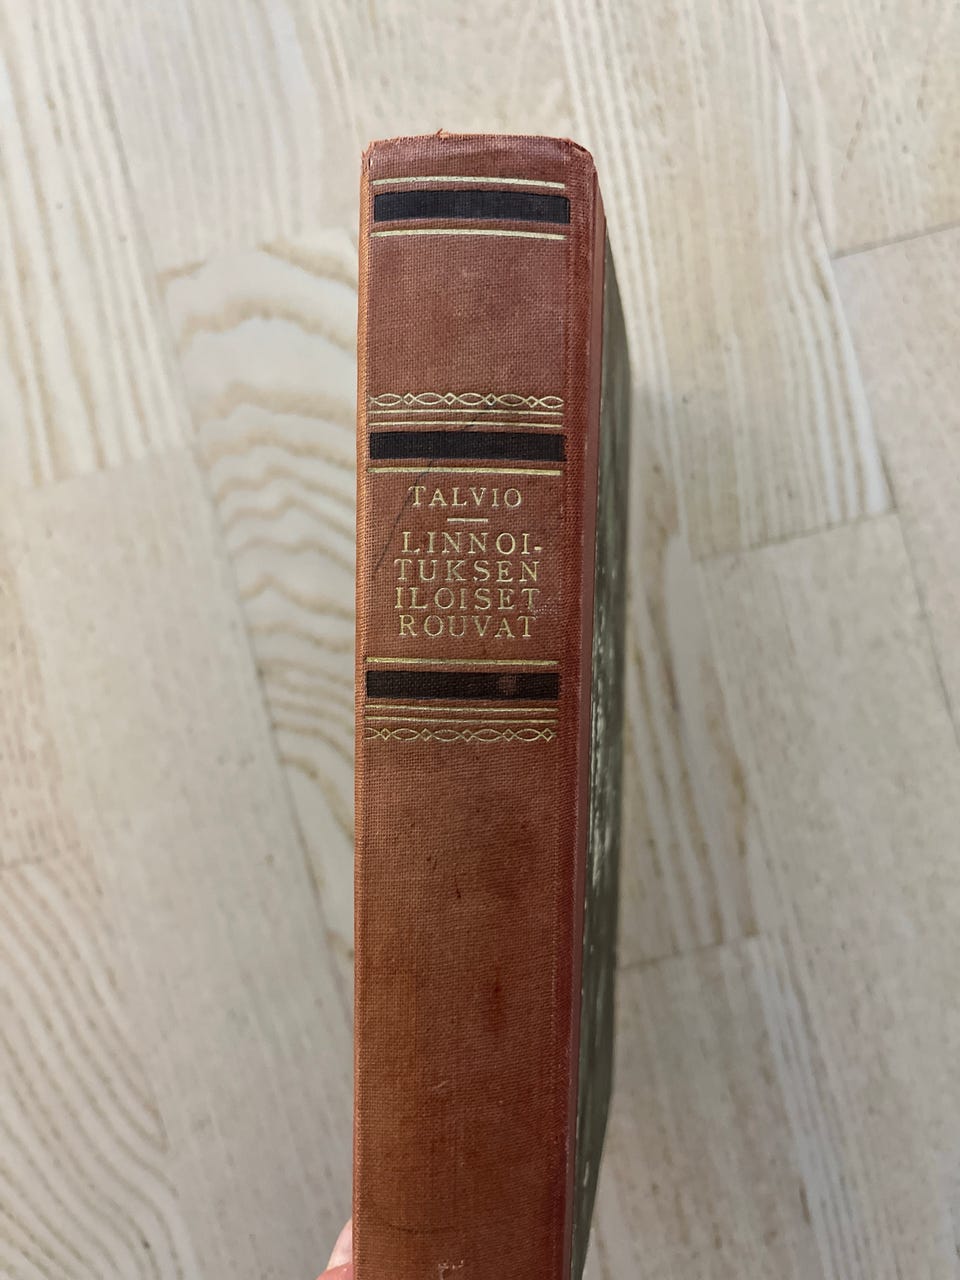 TALVIO
LINNOI-
TUKSEN
ILOISET
ROUVAT